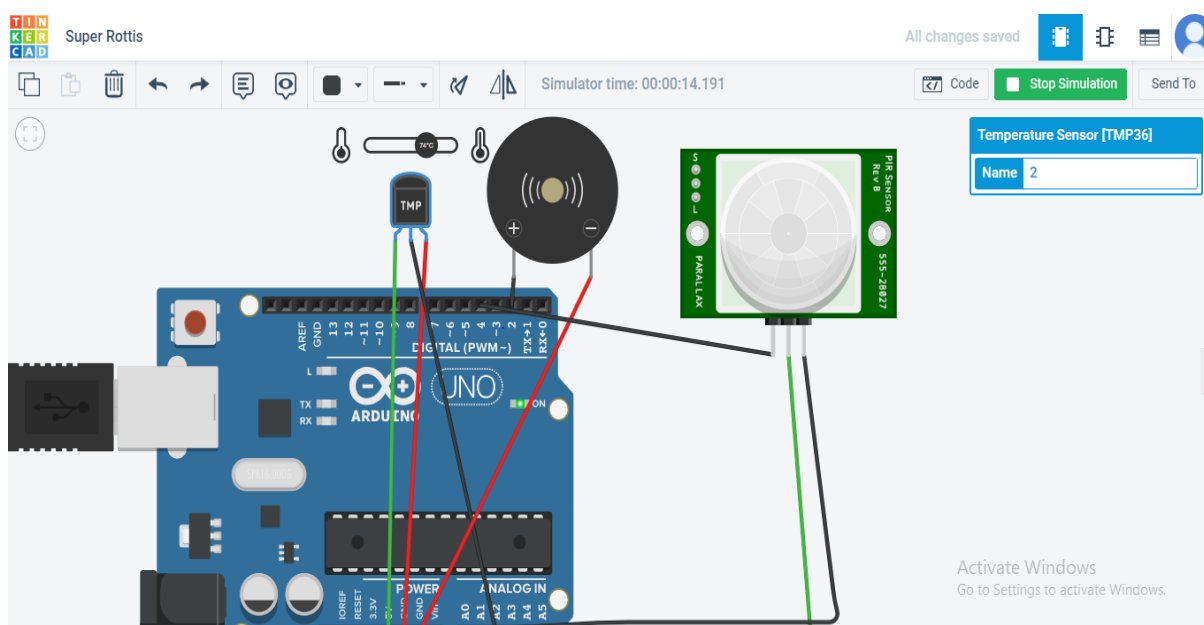 TIN
KER
CAD
Super Rottis
All changes saved
Simulator time: 00:00:14.191
Code
Stop Simulation
Send To
Temperature Sensor [TMP36]
Name
2
74°C
TMP
+
−
S
L
PIR SENSOR
REV B
PARALLAX
555-28027
AREF
GND
13
12
~11
~10
~9
8
7
~6
~5
4
~3
2
TX→1
RX←0
DIGITAL (PWM~)
L
TX
RX
ARDUINO
UNO
ON
POWER
ANALOG IN
IOREF
RESET
3.3V
5V
GND
GND
Vin
A0
A1
A2
A3
A4
A5
Activate Windows
Go to Settings to activate Windows.